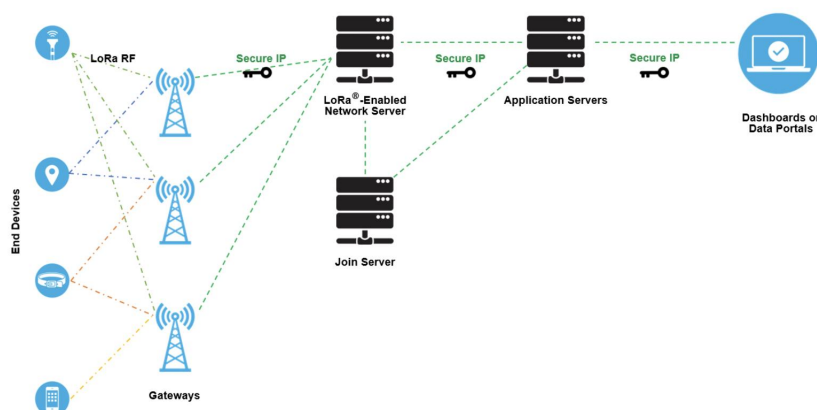 LoRa RF
Secure IP
Secure IP
Secure IP
LoRa®-Enabled
Network Server
Application Servers
Dashboards or
Data Portals
End Devices
Join Server
Gateways